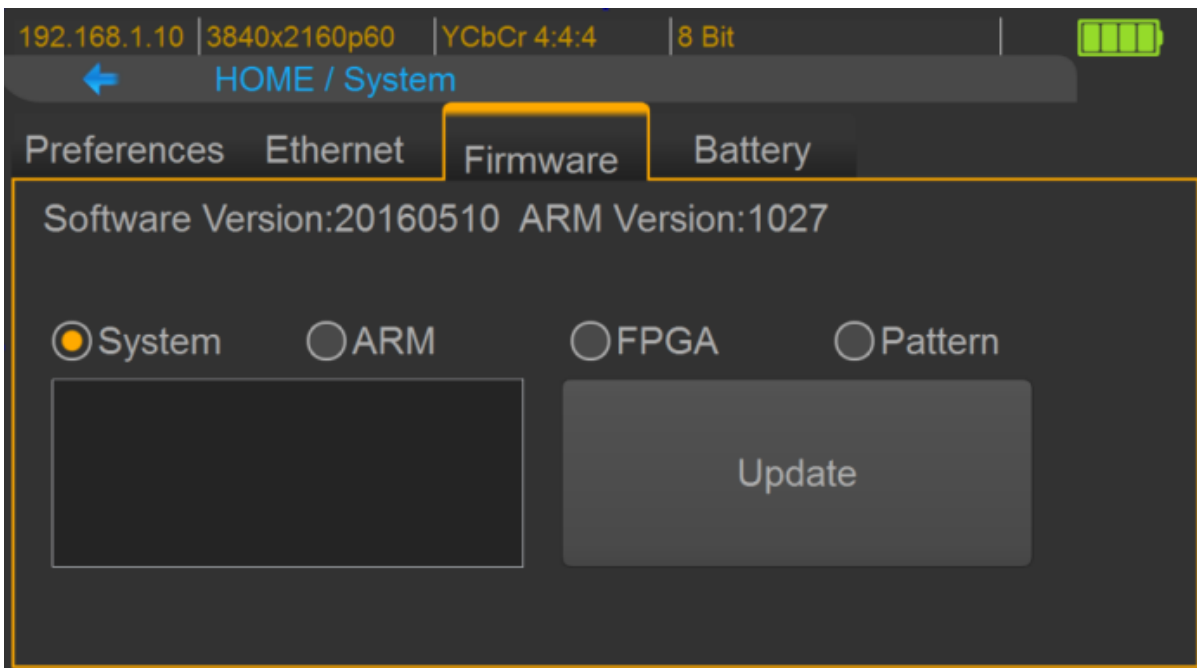 192.168.1.10 3840x2160p60 YCbCr 4:4:4 8 Bit
HOME / System
Preferences Ethernet Firmware Battery
Software Version:20160510 ARM Version:1027
System ARM FPGA Pattern
Update